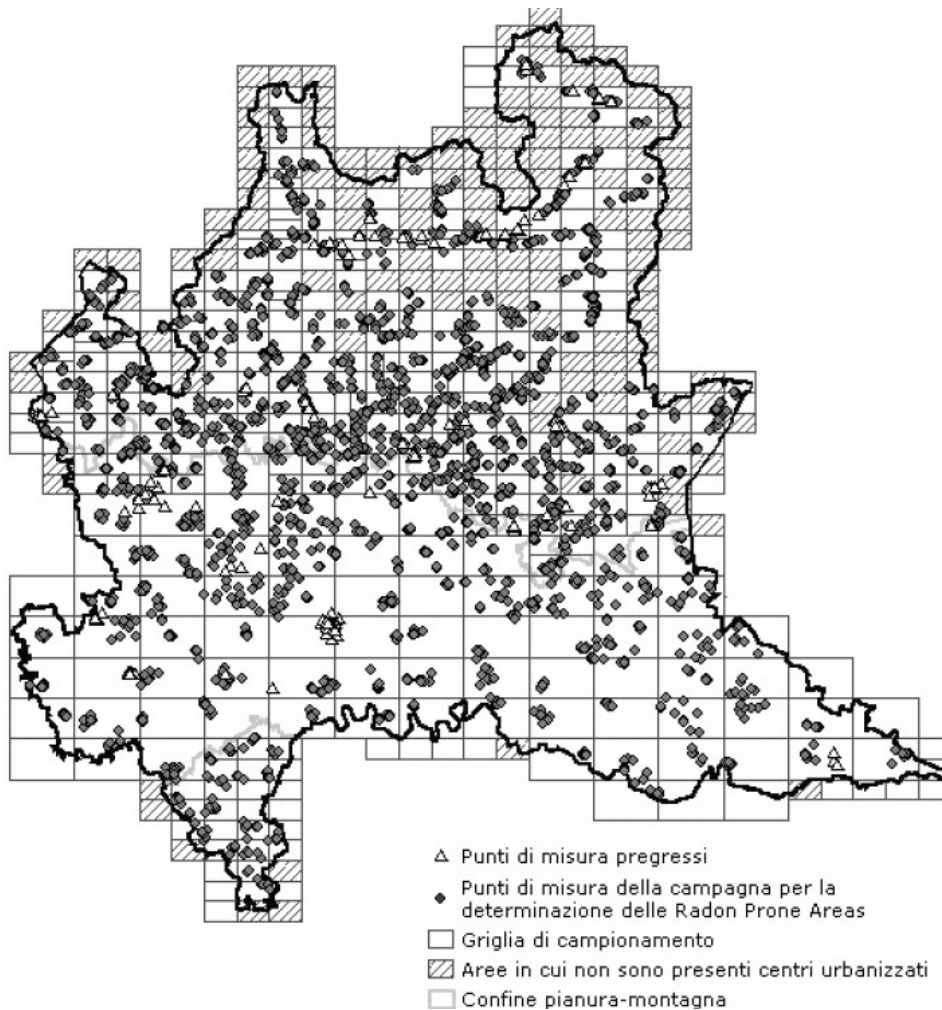 Punti di misura pregressi
Punti di misura della campagna per la
determinazione delle Radon Prone Areas
Griglia di campionamento
Aree in cui non sono presenti centri urbanizzati
Confine pianura-montagna